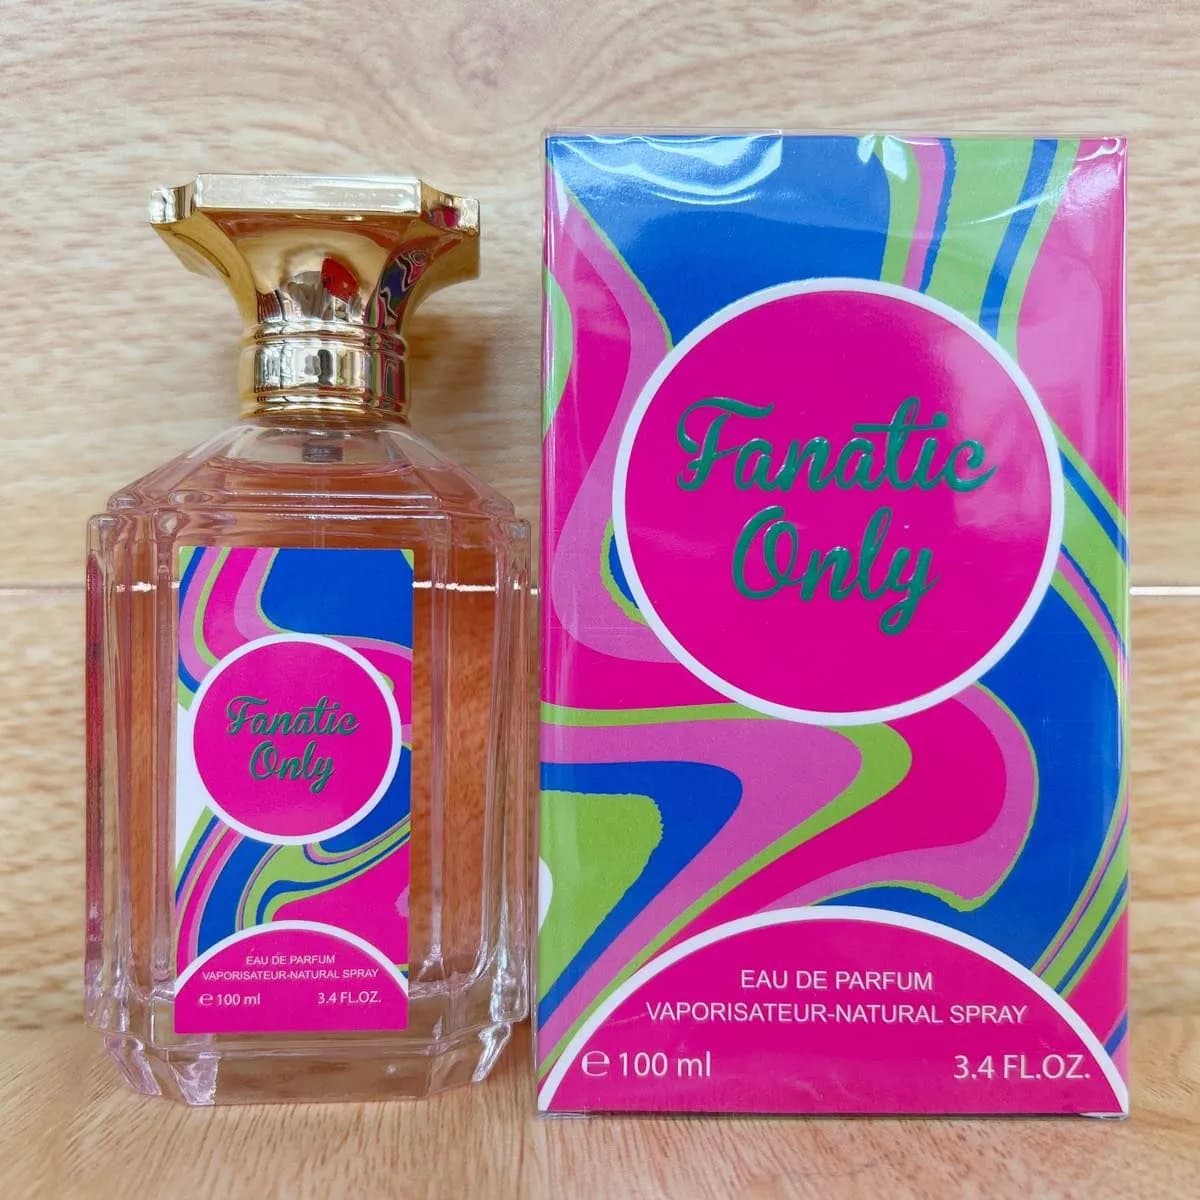 Fanatic
Only
EAU DE PARFUM
VAPORISATEUR-NATURAL SPRAY
℮ 100 ml 3.4 FL.OZ.
Fanatic
Only
EAU DE PARFUM
VAPORISATEUR-NATURAL SPRAY
℮ 100 ml 3.4 FL.OZ.